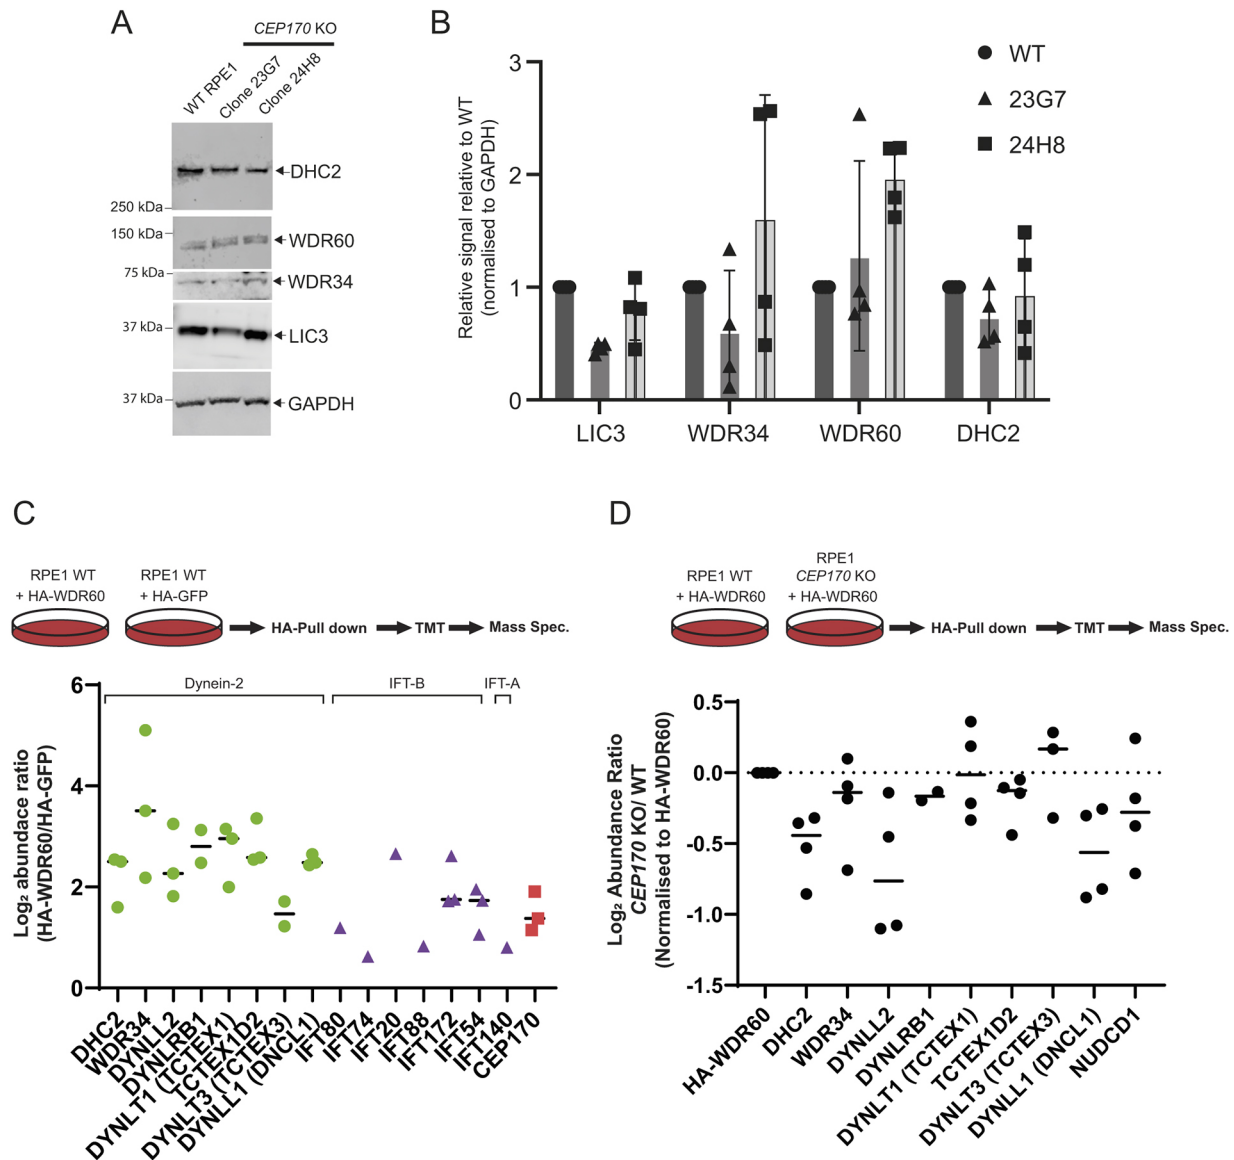 A
CEP170 KO
WT RPE1
Clone 23G7
Clone 24H8
DHC2
250 kDa
150 kDa
WDR60
75 kDa
WDR34
37 kDa
LIC3
37 kDa
GAPDH
B
Relative signal relative to WT
(normalised to GAPDH)
3
2
1
0
WT
23G7
24H8
LIC3
WDR34
WDR60
DHC2
C
RPE1 WT
+ HA-WDR60
RPE1 WT
+ HA-GFP
HA-Pull down
TMT
Mass Spec.
Dynein-2
IFT-B
IFT-A
Log₂ abundace ratio
(HA-WDR60/HA-GFP)
6
4
2
0
DHC2
WDR34
DYNLL2
DYNLRB1
DYNLT1 (TCTEX1)
TCTEX1D2
DYNLT3 (TCTEX3)
DYNLL1 (DNCL1)
IFT80
IFT74
IFT20
IFT88
IFT172
IFT54
IFT140
CEP170
D
RPE1 WT
+ HA-WDR60
RPE1
CEP170 KO
+ HA-WDR60
HA-Pull down
TMT
Mass Spec.
Log₂ Abundance Ratio
CEP170 KO/ WT
(Normalised to HA-WDR60)
0.5
0.0
-0.5
-1.0
-1.5
HA-WDR60
DHC2
WDR34
DYNLL2
DYNLRB1
DYNLT1 (TCTEX1)
TCTEX1D2
DYNLT3 (TCTEX3)
DYNLL1 (DNCL1)
NUDCD1